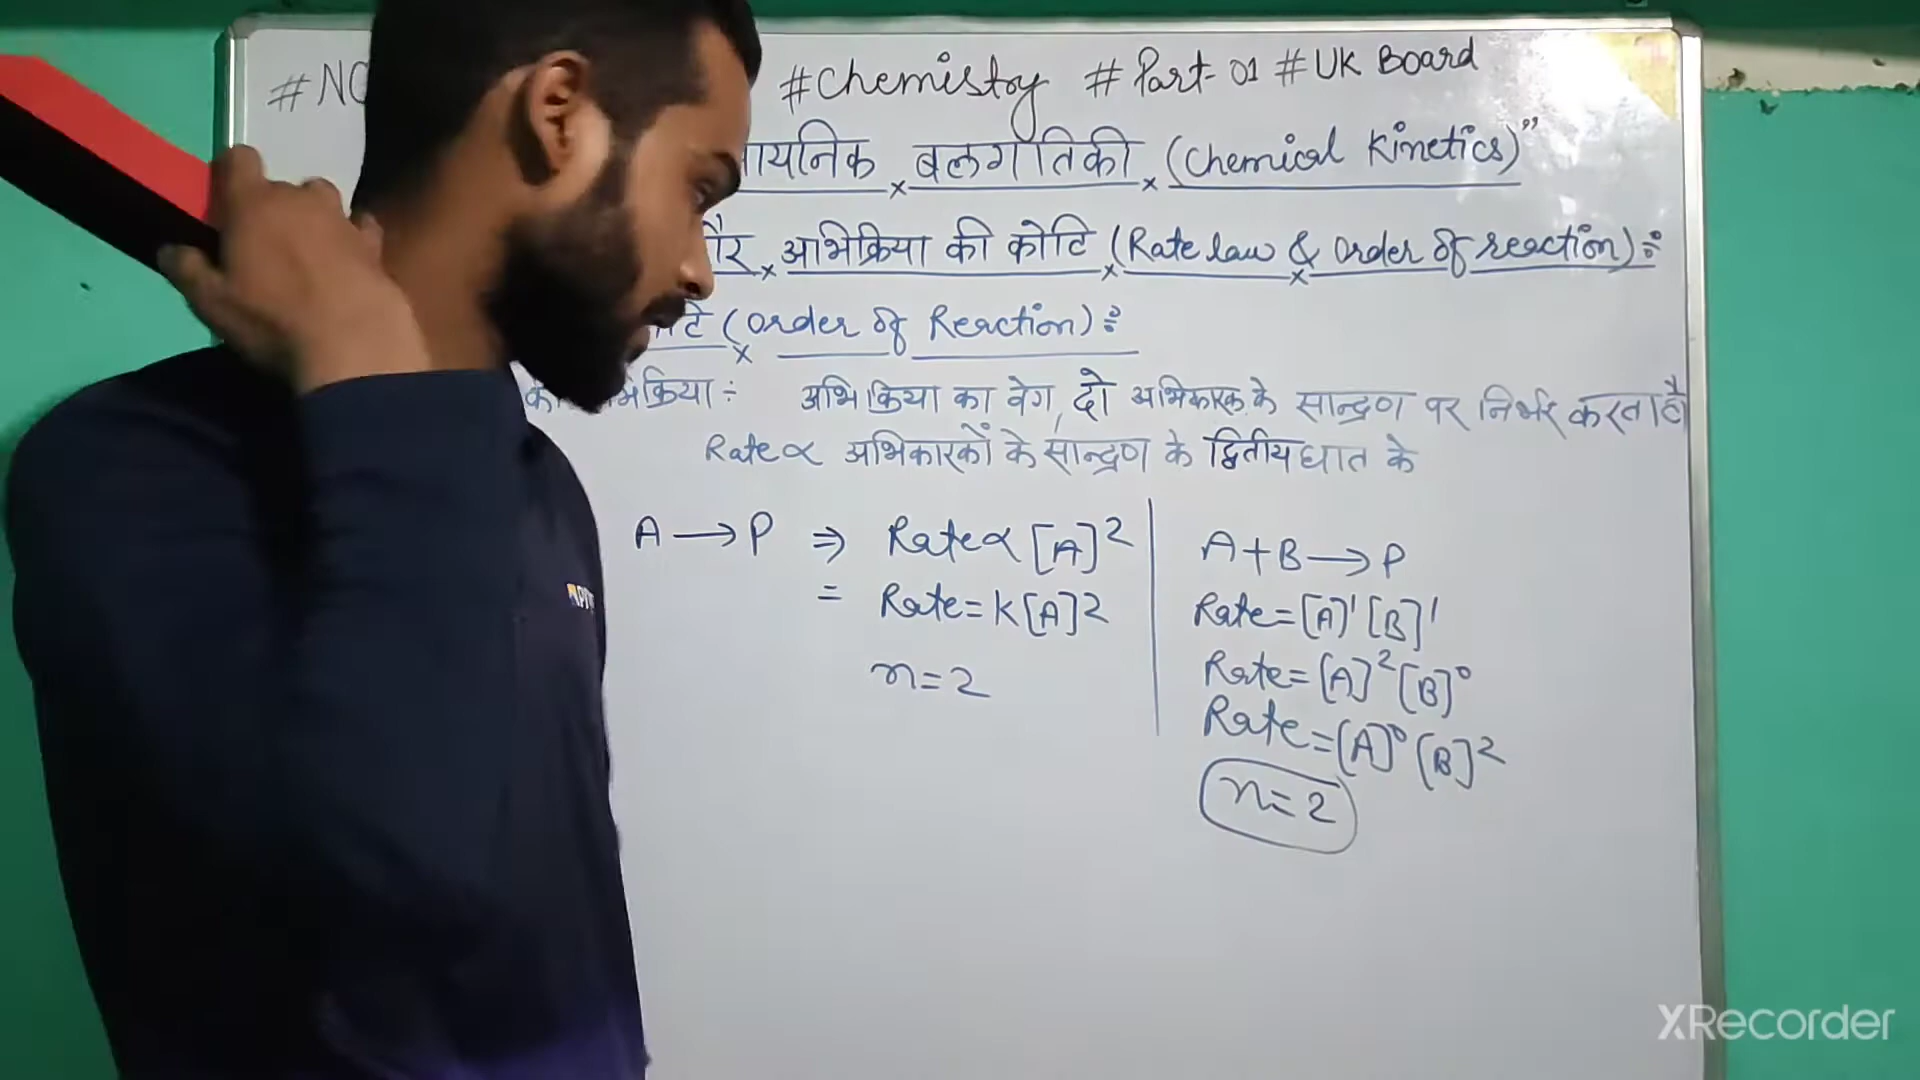 #Chemistry # Part-01 # UK Board
बलगतिकी (Chemical Kinetics)”
अभिक्रिया की कोटि (Rate law & Order of reaction) ÷
(Order of Reaction) ÷
अभिक्रिया का वेग, दो अभिकारक के सान्द्रण पर निर्भर करता है
Rate ∝ अभिकारकों के सान्द्रण के द्वितीय घात के
A ⟶ P ⇒ Rate ∝ [A]²
= Rate = K[A]²
n = 2
A + B ⟶ P
Rate = [A]¹ [B]¹
Rate = [A]² [B]⁰
Rate = [A]⁰ [B]²
n = 2
XRecorder